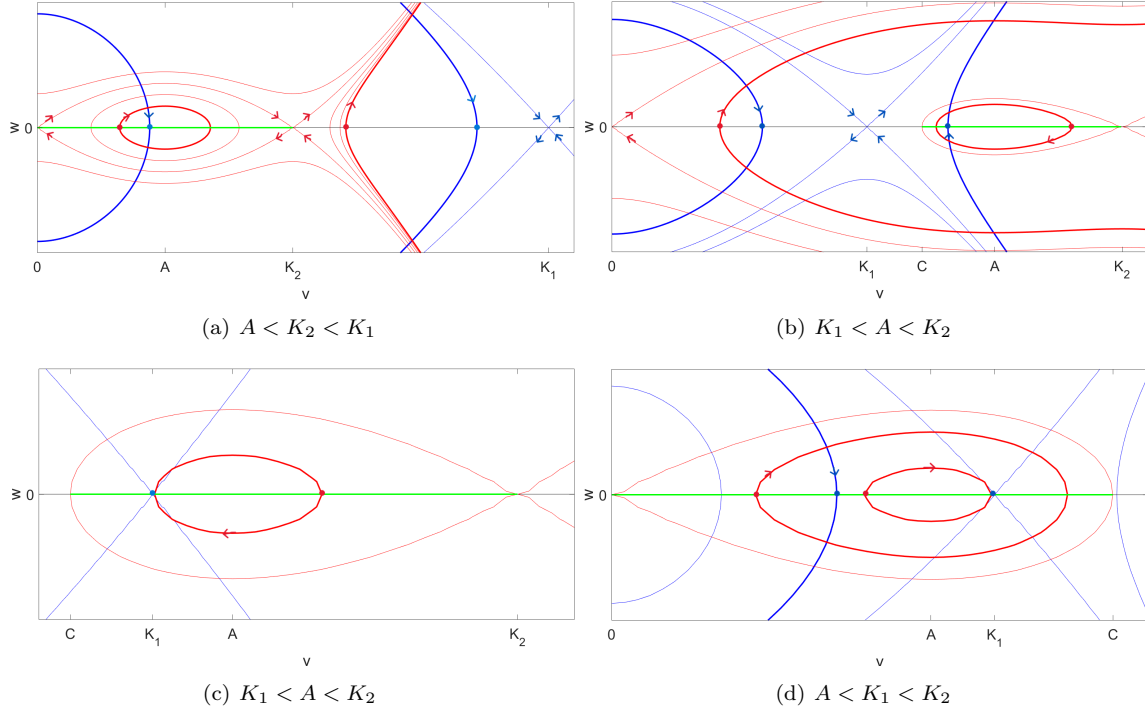 w 0
0 A K₂ K₁
v
(a) A < K₂ < K₁
w 0
0 K₁ C A K₂
v
(b) K₁ < A < K₂
w 0
C K₁ A K₂
v
(c) K₁ < A < K₂
w 0
0 A K₁ C
v
(d) A < K₁ < K₂